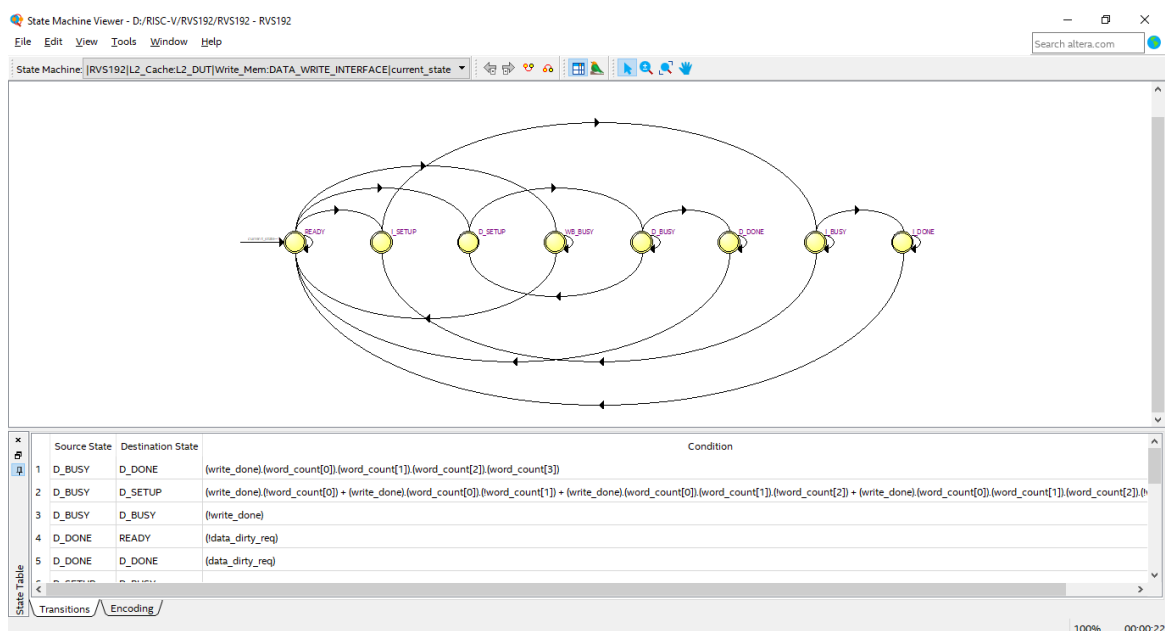 State Machine Viewer - D:/RISC-V/RVS192/RVS192 - RVS192
File Edit View Tools Window Help
Search altera.com
State Machine: |RVS192|L2_Cache:L2_DUT|Write_Mem:DATA_WRITE_INTERFACE|current_state
READY I_SETUP D_SETUP WB_BUSY D_BUSY D_DONE I_BUSY I_DONE
Source State Destination State Condition
1 D_BUSY D_DONE (write_done).(word_count[0]).(word_count[1]).(word_count[2]).(word_count[3])
2 D_BUSY D_SETUP (write_done).(!word_count[0]) + (write_done).(word_count[0]).(!word_count[1]) + (write_done).(word_count[0]).(word_count[1]).(!word_count[2]) + (write_done).(word_count[0]).(word_count[1]).(word_count[2]).(!
3 D_BUSY D_BUSY (!write_done)
4 D_DONE READY (!data_dirty_req)
5 D_DONE D_DONE (data_dirty_req)
State Table
Transitions Encoding
100% 00:00:22